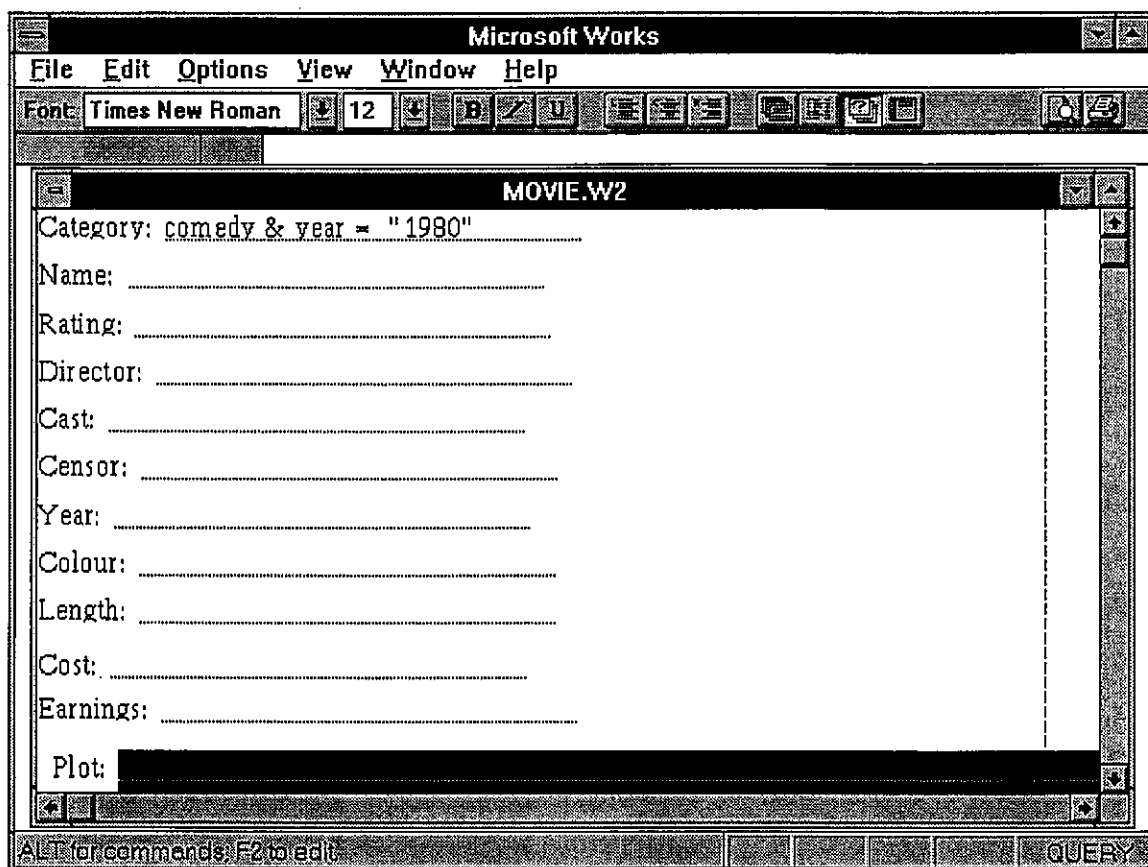 Microsoft Works
File Edit Options View Window Help
Font: Times New Roman 12 B I U
MOVIE.W2
Category: comedy & year = "1980"
Name:
Rating:
Director:
Cast:
Censor:
Year:
Colour:
Length:
Cost:
Earnings:
Plot:
ALT for commands; F2 to edit QUERY